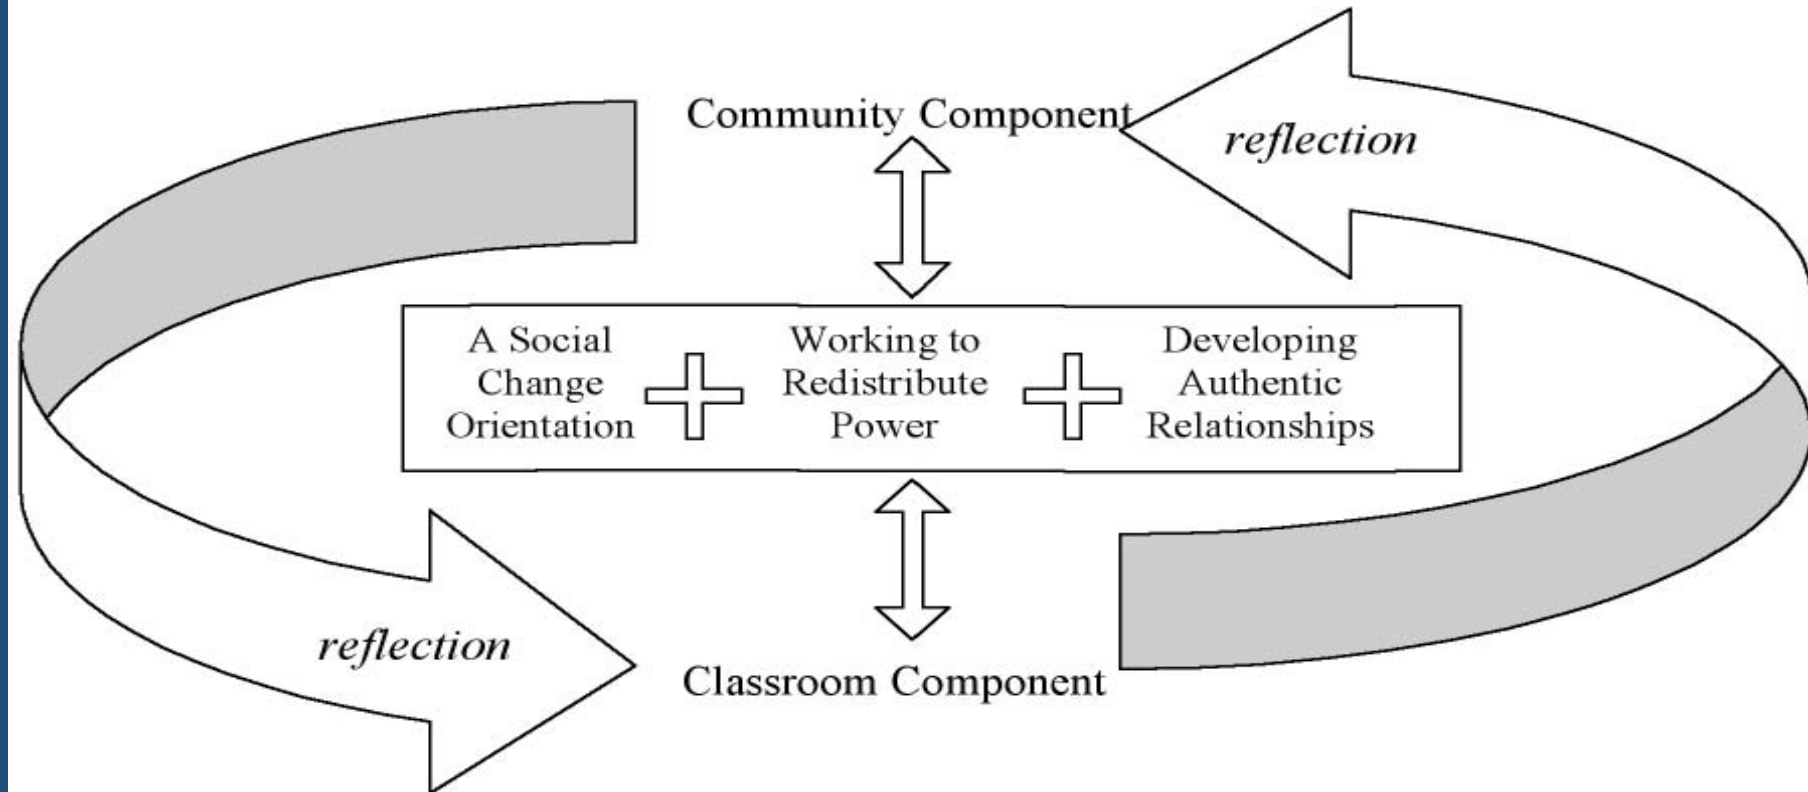 Community Component
reflection
A Social
Change
Orientation
Working to
Redistribute
Power
Developing
Authentic
Relationships
reflection
Classroom Component